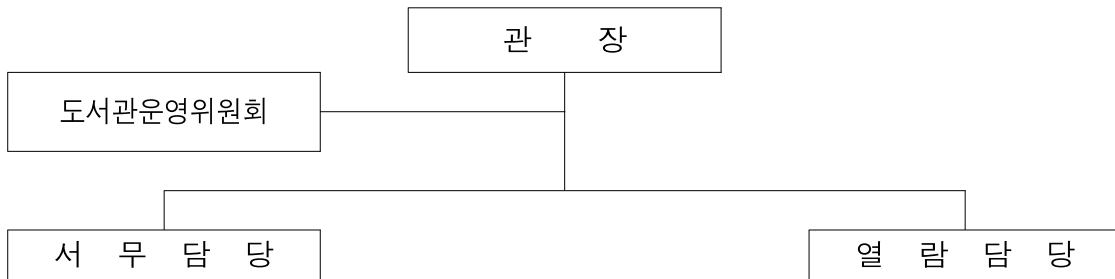 관 장
도서관운영위원회
서 무 담 당
열 람 담 당